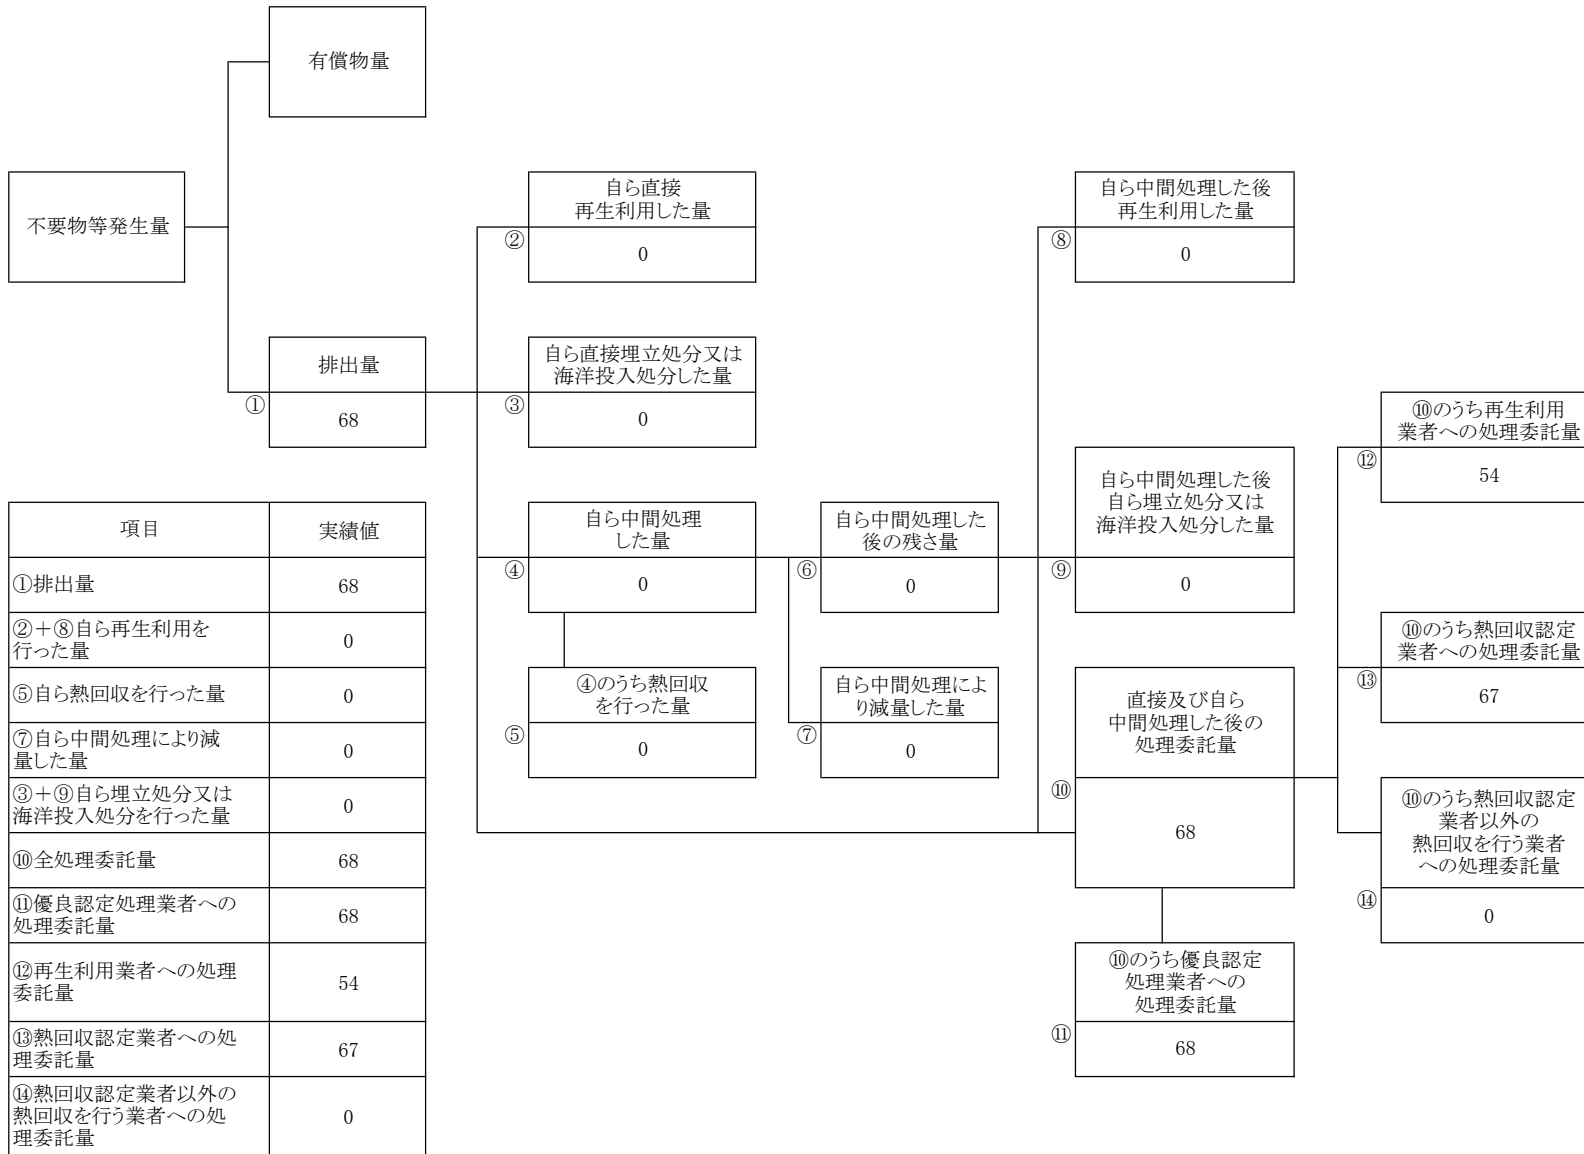 有償物量
不要物等発生量
自ら直接
再生利用した量
②
0
自ら中間処理した後
再生利用した量
⑧
0
排出量
①
68
自ら直接埋立処分又は
海洋投入処分した量
③
0
⑩のうち再生利用
業者への処理委託量
⑫
54
自ら中間処理した後
自ら埋立処分又は
海洋投入処分した量
⑨
0
自ら中間処理
した量
④
0
自ら中間処理した
後の残さ量
⑥
0
⑩のうち熱回収認定
業者への処理委託量
⑬
67
④のうち熱回収
を行った量
⑤
0
自ら中間処理によ
り減量した量
⑦
0
直接及び自ら
中間処理した後の
処理委託量
⑩
68
⑩のうち熱回収認定
業者以外の
熱回収を行う業者
への処理委託量
⑭
0
⑩のうち優良認定
処理業者への
処理委託量
⑪
68
項目 実績値
①排出量 68
②+⑧自ら再生利用を
行った量 0
⑤自ら熱回収を行った量 0
⑦自ら中間処理により減
量した量 0
③+⑨自ら埋立処分又は
海洋投入処分を行った量 0
⑩全処理委託量 68
⑪優良認定処理業者への
処理委託量 68
⑫再生利用業者への処理
委託量 54
⑬熱回収認定業者への処
理委託量 67
⑭熱回収認定業者以外の
熱回収を行う業者への処
理委託量 0